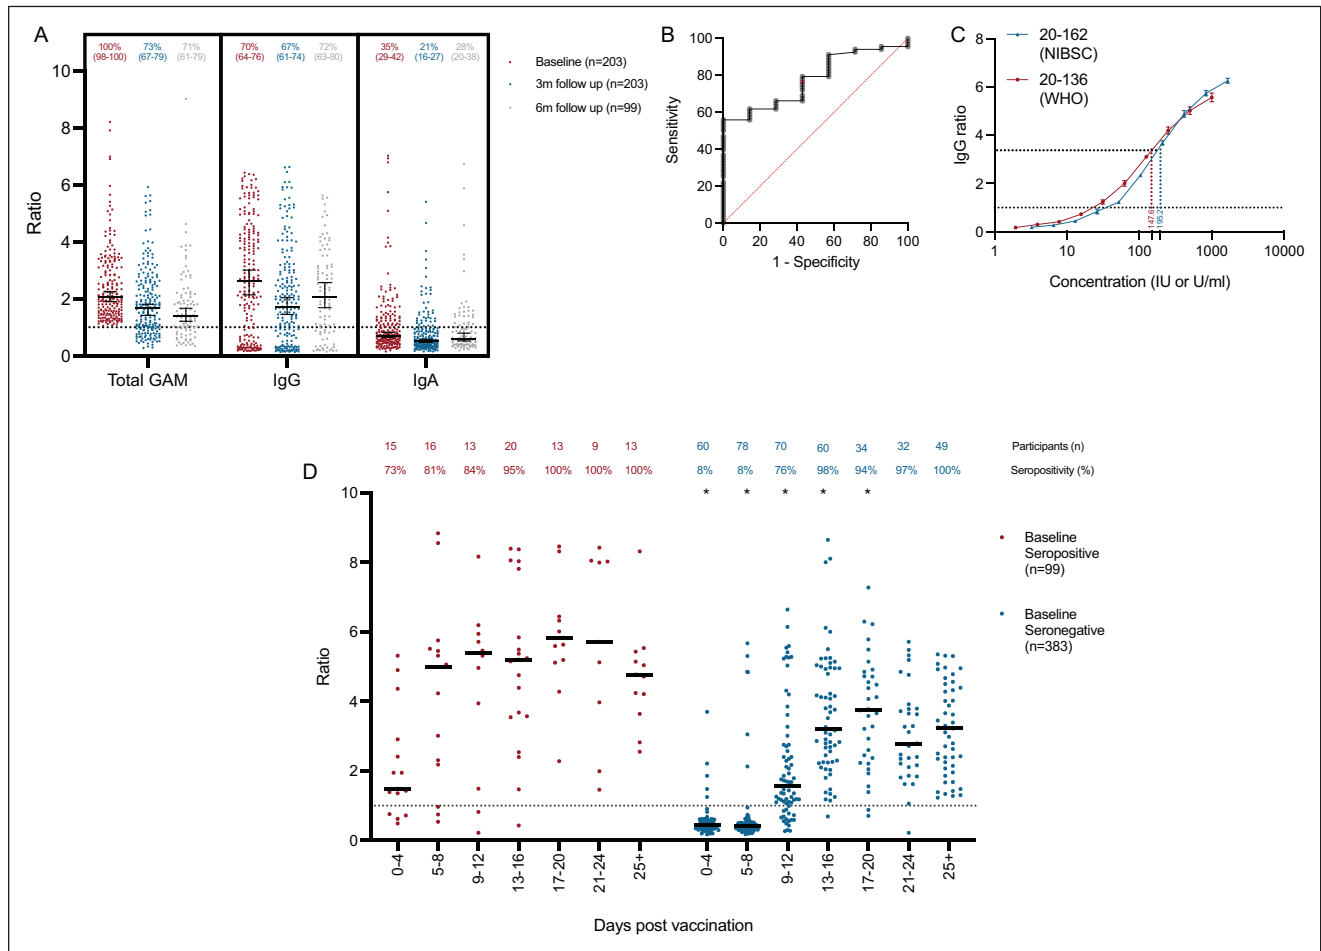 A
100% 73% 71% 70% 67% 72% 35% 21% 28%
(98-100) (67-79) (61-79) (64-76) (61-74) (63-80) (29-42) (16-27) (20-38)
Baseline (n=203)
3m follow up (n=203)
6m follow up (n=99)
10
8
6
4
2
0
Ratio
Total GAM IgG IgA
B
100
80
60
40
20
0
Sensitivity
0 20 40 60 80 100
1 - Specificity
C
20-162
(NIBSC)
20-136
(WHO)
8
6
4
2
0
IgG ratio
147.6
195.2
1 10 100 1000 10000
Concentration (IU or U/ml)
D
15 16 13 20 13 9 13 60 78 70 60 34 32 49 Participants (n)
73% 81% 84% 95% 100% 100% 100% 8% 8% 76% 98% 94% 97% 100% Seropositivity (%)
* * * * *
10
8
6
4
2
0
Ratio
Baseline
Seropositive
(n=99)
Baseline
Seronegative
(n=383)
0-4 5-8 9-12 13-16 17-20 21-24 25+ 0-4 5-8 9-12 13-16 17-20 21-24 25+
Days post vaccination